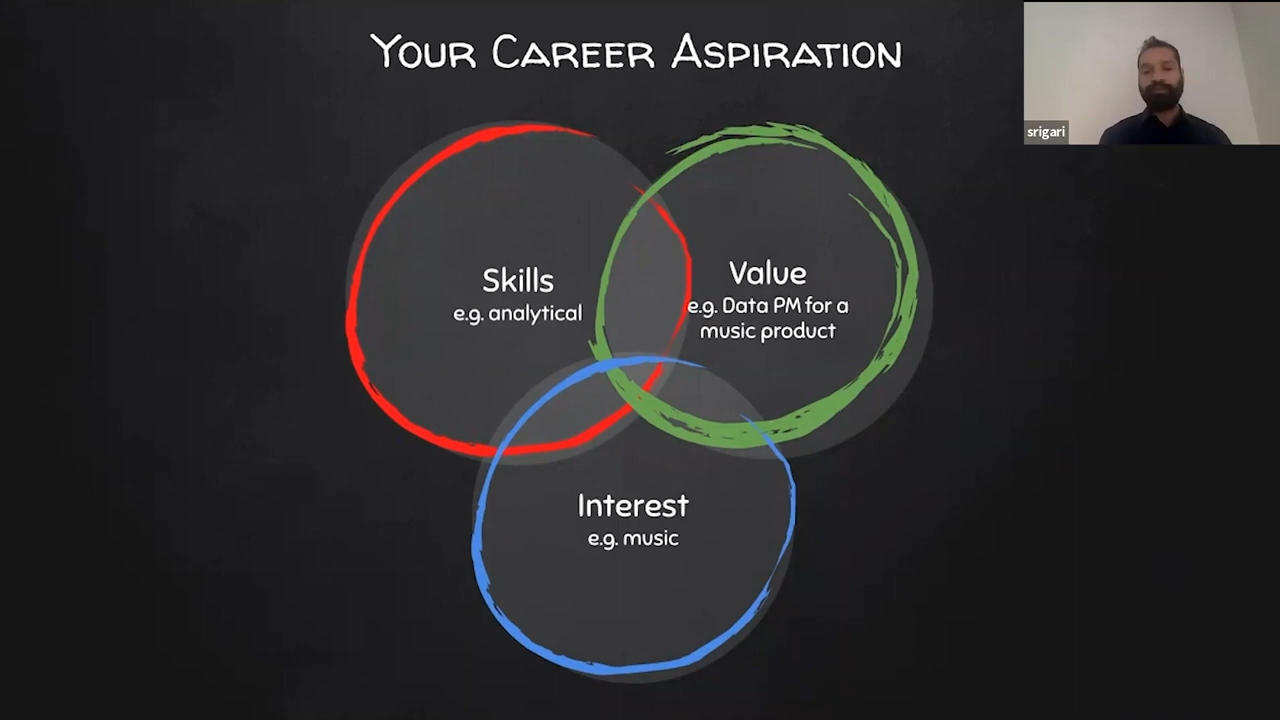 YOUR CAREER ASPIRATION
srigari
Skills
e.g. analytical
Value
e.g. Data PM for a
music product
Interest
e.g. music